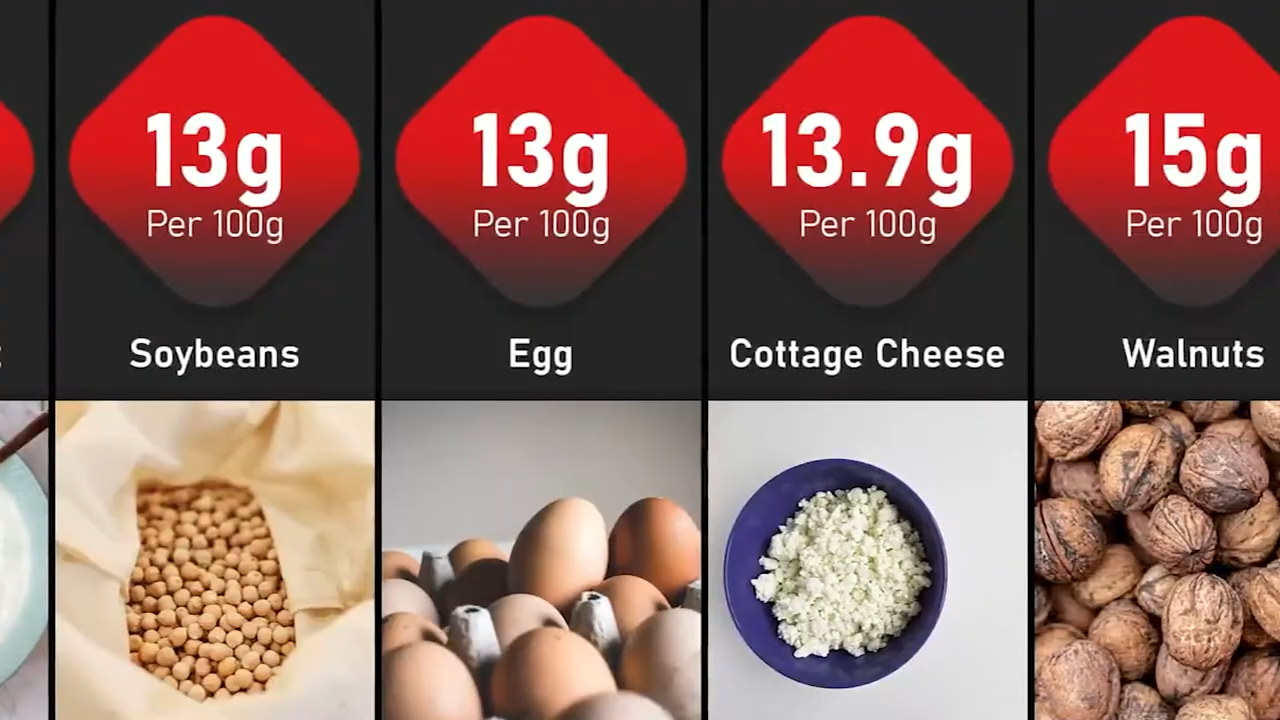 13g
Per 100g
Soybeans
13g
Per 100g
Egg
13.9g
Per 100g
Cottage Cheese
15g
Per 100g
Walnuts